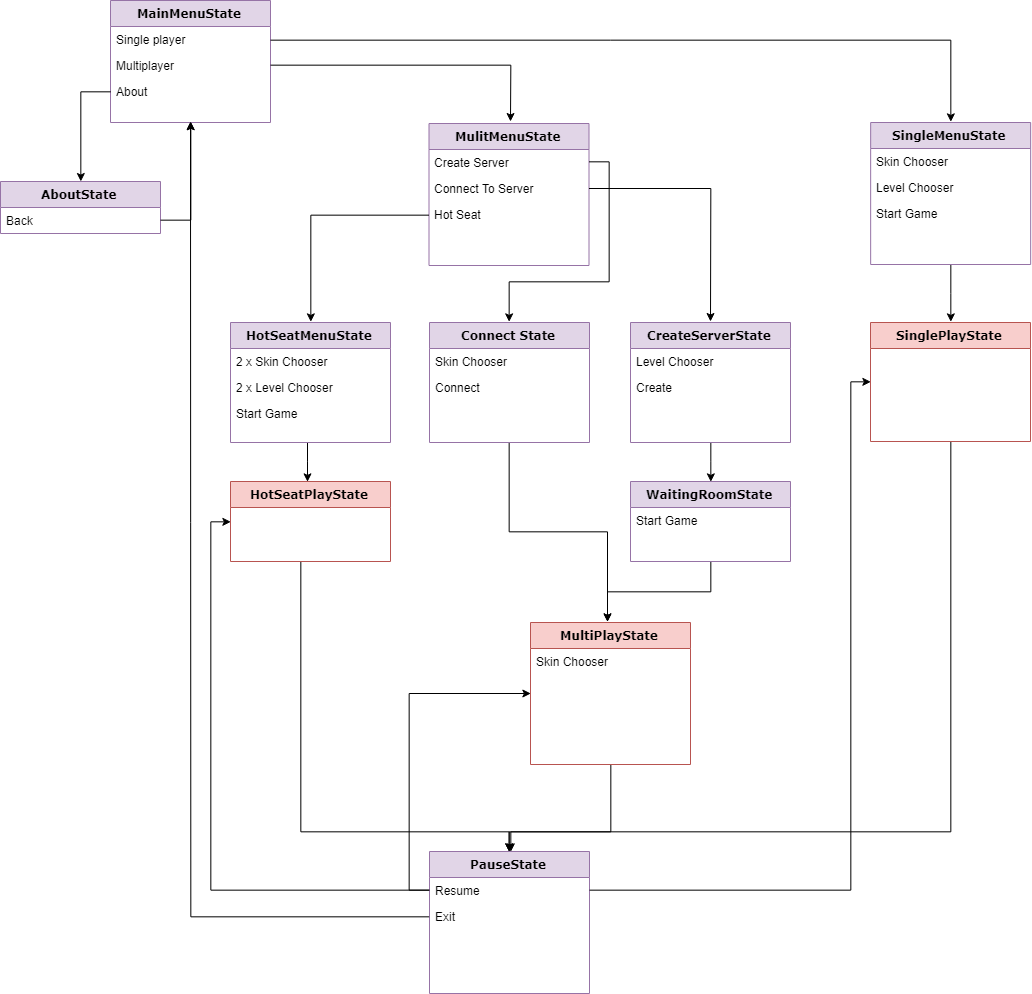 MainMenuState
Single player
Multiplayer
About
MulitMenuState
Create Server
Connect To Server
Hot Seat
SingleMenuState
Skin Chooser
Level Chooser
Start Game
AboutState
Back
HotSeatMenuState
2 x Skin Chooser
2 x Level Chooser
Start Game
Connect State
Skin Chooser
Connect
CreateServerState
Level Chooser
Create
SinglePlayState
HotSeatPlayState
WaitingRoomState
Start Game
MultiPlayState
Skin Chooser
PauseState
Resume
Exit